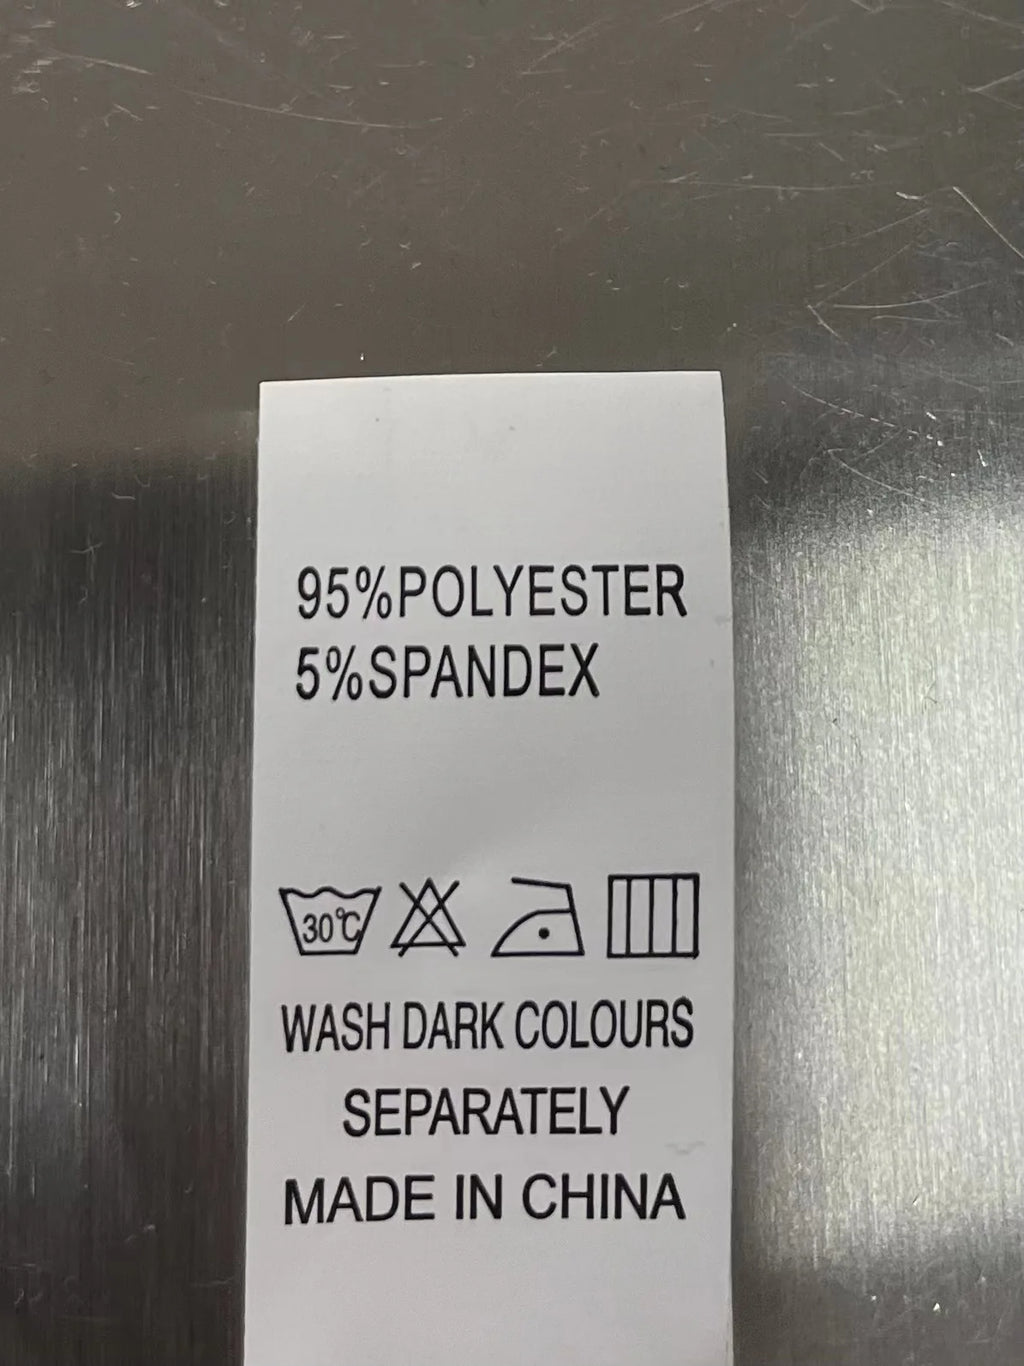 95%POLYESTER
5%SPANDEX
30℃
WASH DARK COLOURS
SEPARATELY
MADE IN CHINA